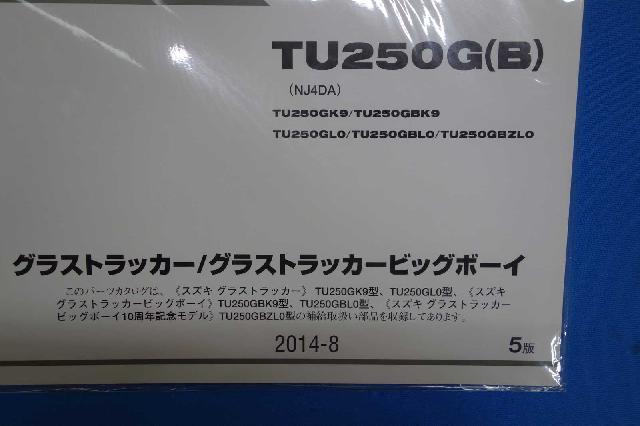 TU250G(B)
(NJ4DA)
TU250GK9/TU250GBK9
TU250GL0/TU250GBL0/TU250GBZL0
グラストラッカー/グラストラッカービッグボーイ
このパーツカタログは、《スズキ グラストラッカー》 TU250GK9型、TU250GL0型、《スズキ
グラストラッカービッグボーイ》TU250GBK9型、TU250GBL0型、《スズキ グラストラッカー
ビッグボーイ10周年記念モデル》TU250GBZL0型の補給取扱い部品を収録してあります。
2014-8
5版